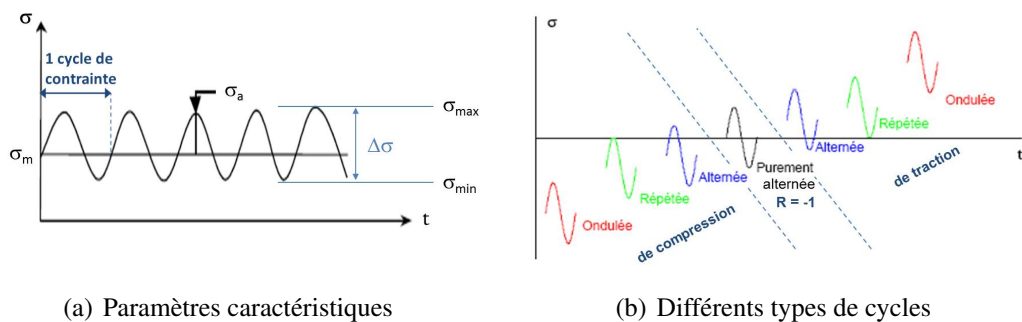 σ
1 cycle de
contrainte
σa
σmax
σm
Δσ
σmin
t
(a) Paramètres caractéristiques
σ
Ondulée
Répétée
Alternée
t
Ondulée
Répétée
Alternée
Purement
alternée
R = -1
de traction
de compression
(b) Différents types de cycles